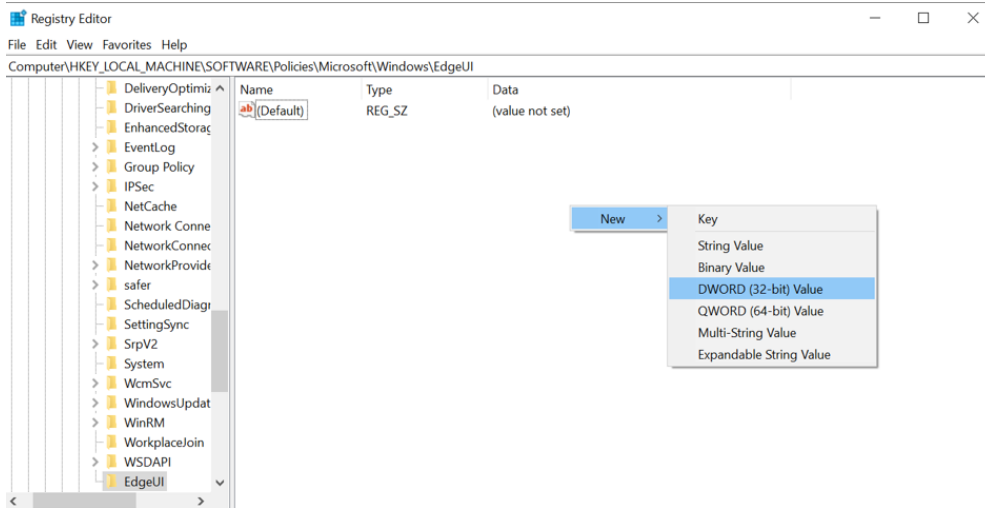 Registry Editor
File Edit View Favorites Help
Computer\HKEY_LOCAL_MACHINE\SOFTWARE\Policies\Microsoft\Windows\EdgeUI
DeliveryOptimiz
DriverSearching
EnhancedStorag
EventLog
Group Policy
IPSec
NetCache
Network Conne
NetworkConnec
NetworkProvide
safer
ScheduledDiagn
SettingSync
SrpV2
System
WcmSvc
WindowsUpdat
WinRM
WorkplaceJoin
WSDAPI
EdgeUI
Name Type Data
ab (Default) REG_SZ (value not set)
New
Key
String Value
Binary Value
DWORD (32-bit) Value
QWORD (64-bit) Value
Multi-String Value
Expandable String Value